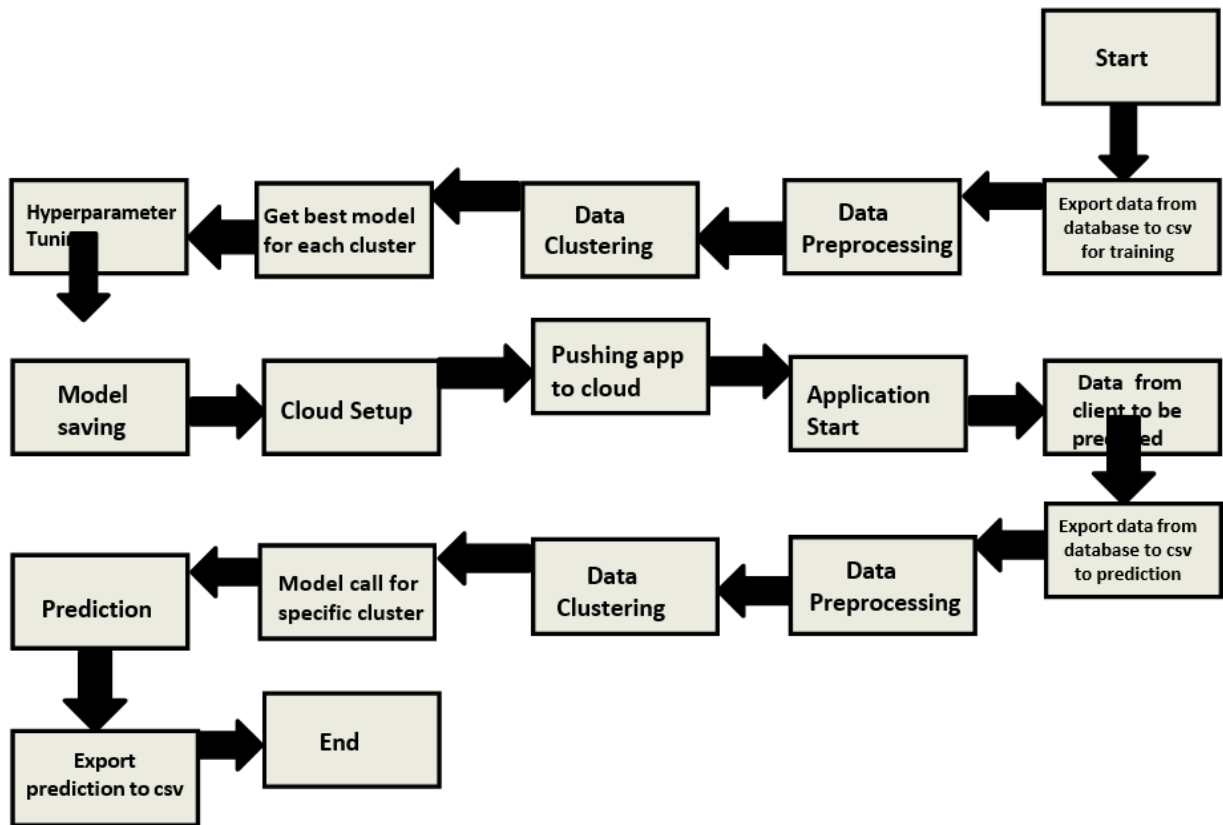 Start
Export data from
database to csv
for training
Data
Preprocessing
Data
Clustering
Get best model
for each cluster
Hyperparameter
Model
saving
Cloud Setup
Pushing app
to cloud
Application
Start
Data from
client to be
Export data from
database to csv
to prediction
Data
Preprocessing
Data
Clustering
Model call for
specific cluster
Prediction
Export
prediction to csv
End